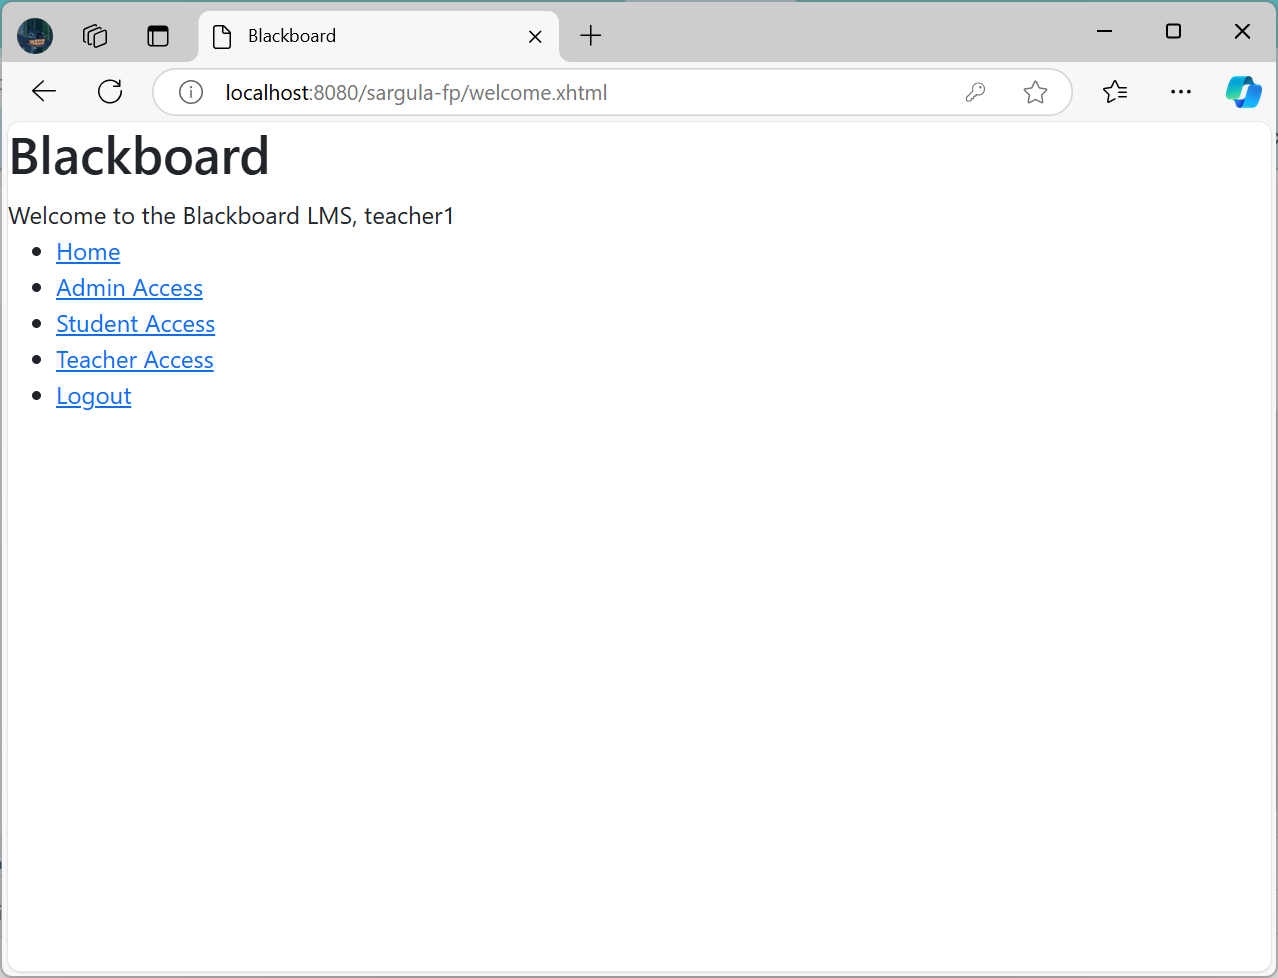 Blackboard
localhost:8080/sargula-fp/welcome.xhtml
Blackboard
Welcome to the Blackboard LMS, teacher1
Home
Admin Access
Student Access
Teacher Access
Logout